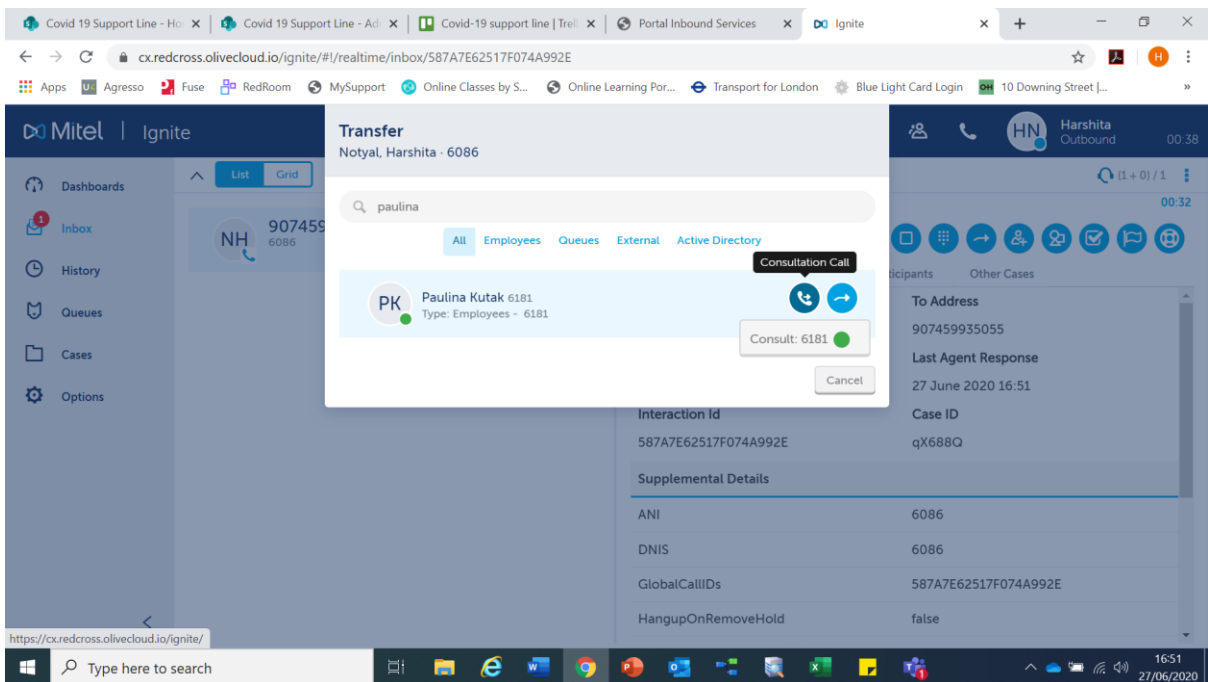 Covid 19 Support Line - Ho
Covid 19 Support Line - Ad
Covid-19 support line | Trell
Portal Inbound Services
Ignite
cx.redcross.olivecloud.io/ignite/#!/realtime/inbox/587A7E62517F074A992E
H
Apps
Agresso
Fuse
RedRoom
MySupport
Online Classes by S...
Online Learning Por...
Transport for London
Blue Light Card Login
10 Downing Street |...
»
Mitel | Ignite
HN
Harshita
Outbound
00:38
Transfer
Notyal, Harshita · 6086
Dashboards
1
Inbox
History
Queues
Cases
Options
List
Grid
(1 + 0) / 1
00:32
NH
907459
6086
paulina
All
Employees
Queues
External
Active Directory
Consultation Call
PK
Paulina Kutak 6181
Type: Employees - 6181
Consult: 6181
Cancel
ticipants
Other Cases
To Address
907459935055
Last Agent Response
27 June 2020 16:51
Interaction Id
Case ID
587A7E62517F074A992E
qX688Q
Supplemental Details
ANI
6086
DNIS
6086
GlobalCallIDs
587A7E62517F074A992E
HangupOnRemoveHold
false
https://cx.redcross.olivecloud.io/ignite/
Type here to search
16:51
27/06/2020